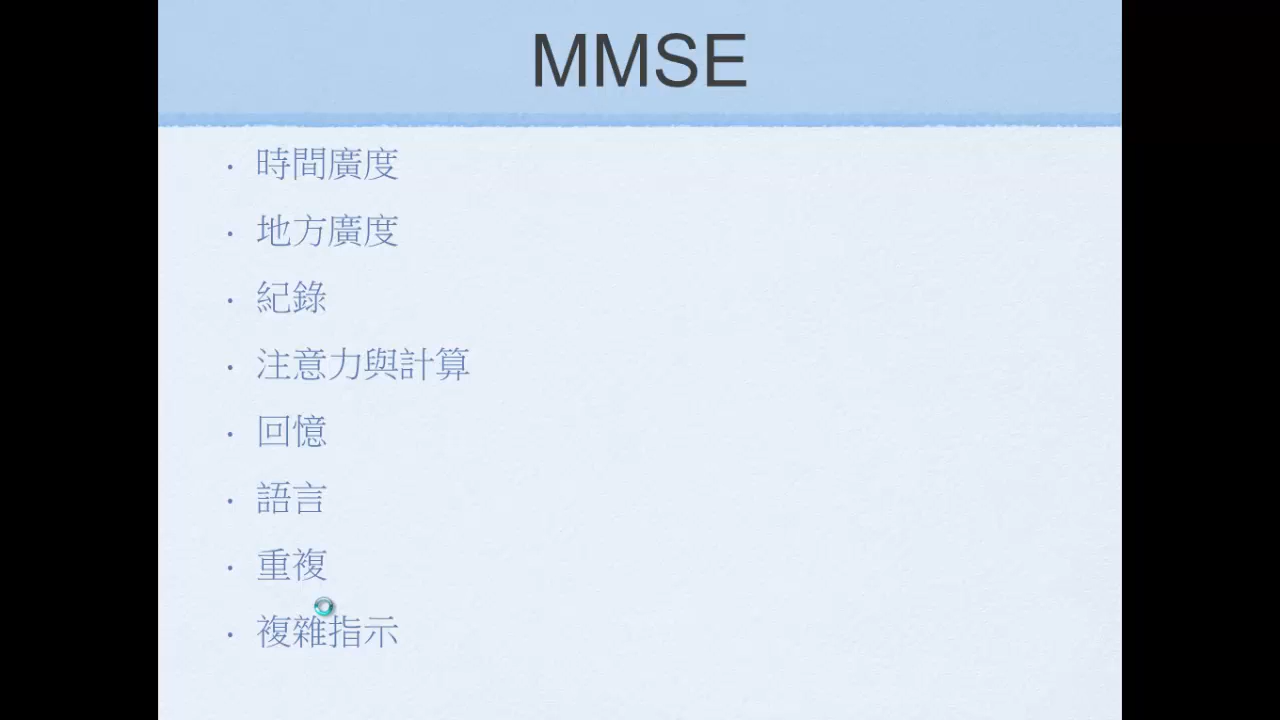 MMSE
· 時間廣度
· 地方廣度
· 紀錄
· 注意力與計算
· 回憶
· 語言
· 重複
· 複雜指示